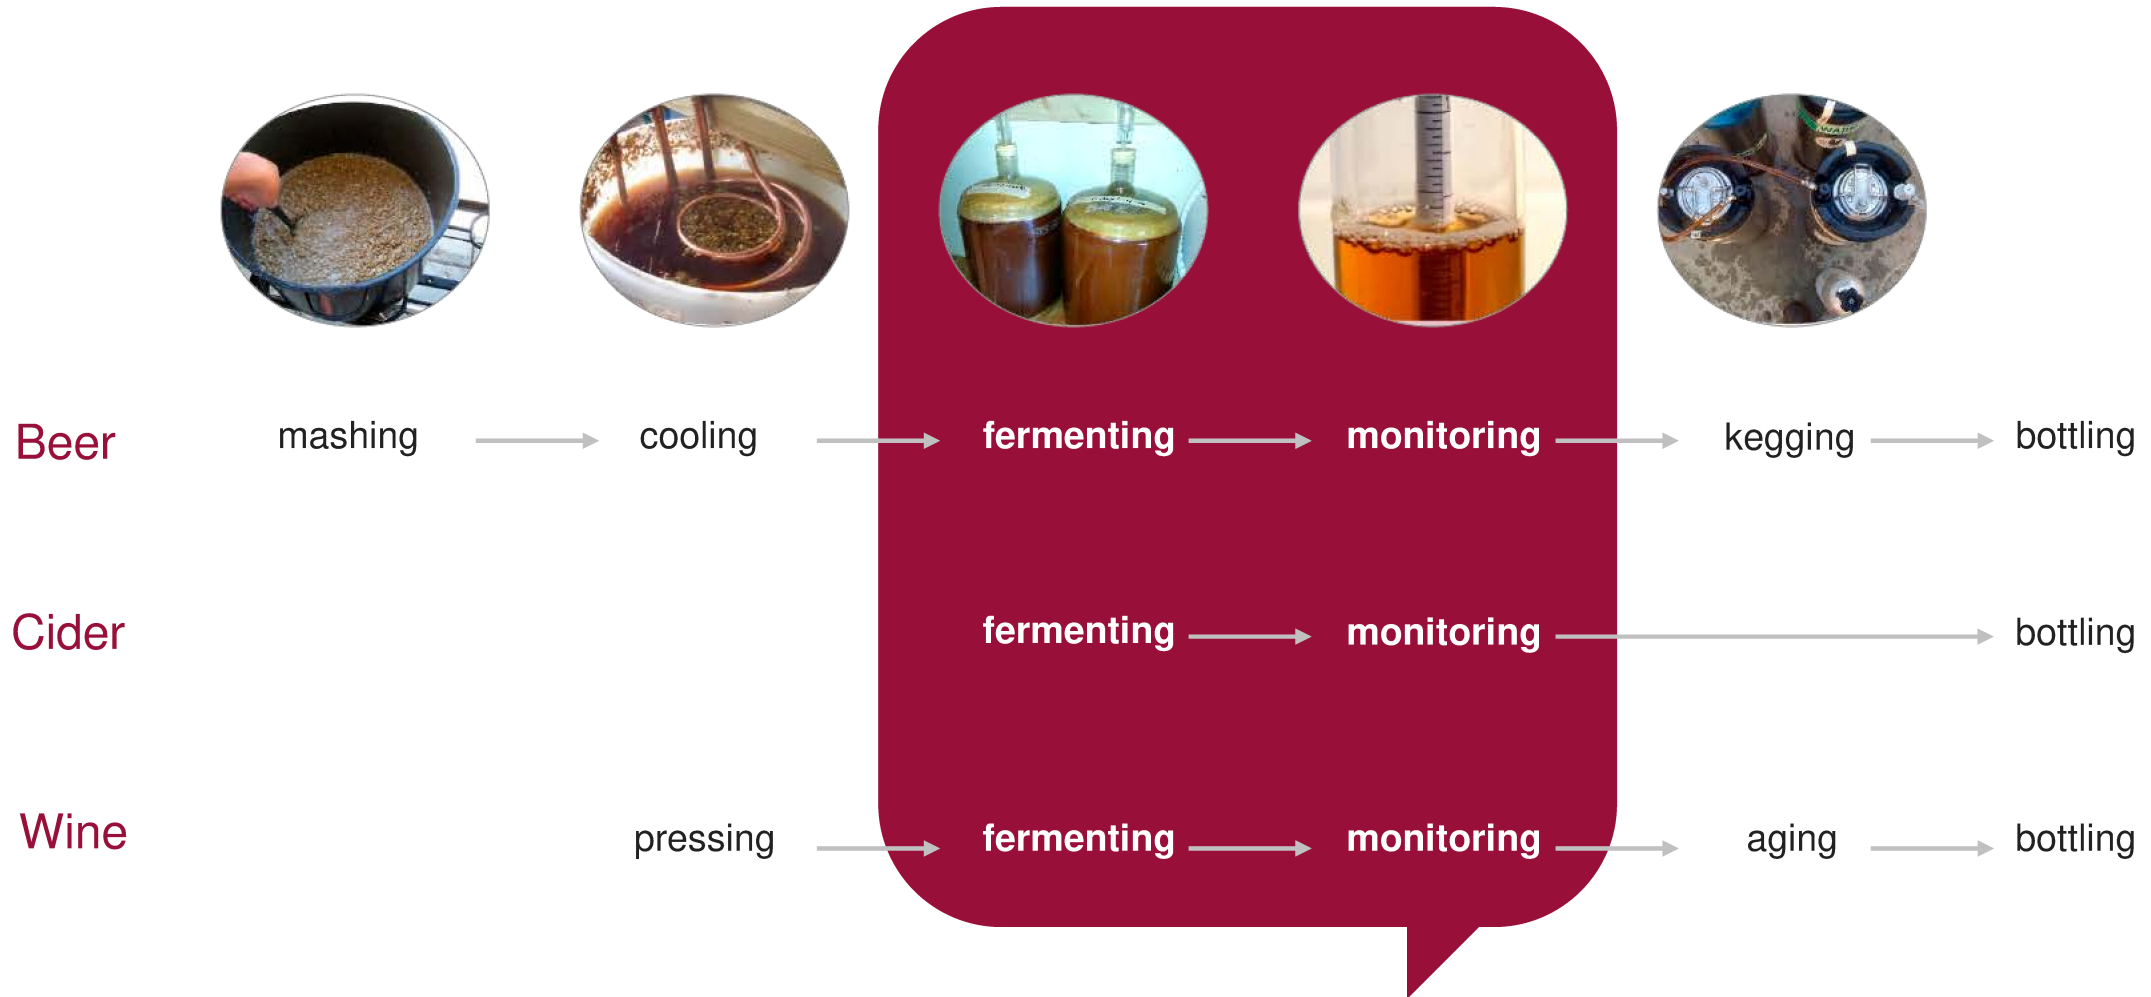 Beer mashing cooling fermenting monitoring kegging bottling
Cider fermenting monitoring bottling
Wine pressing fermenting monitoring aging bottling